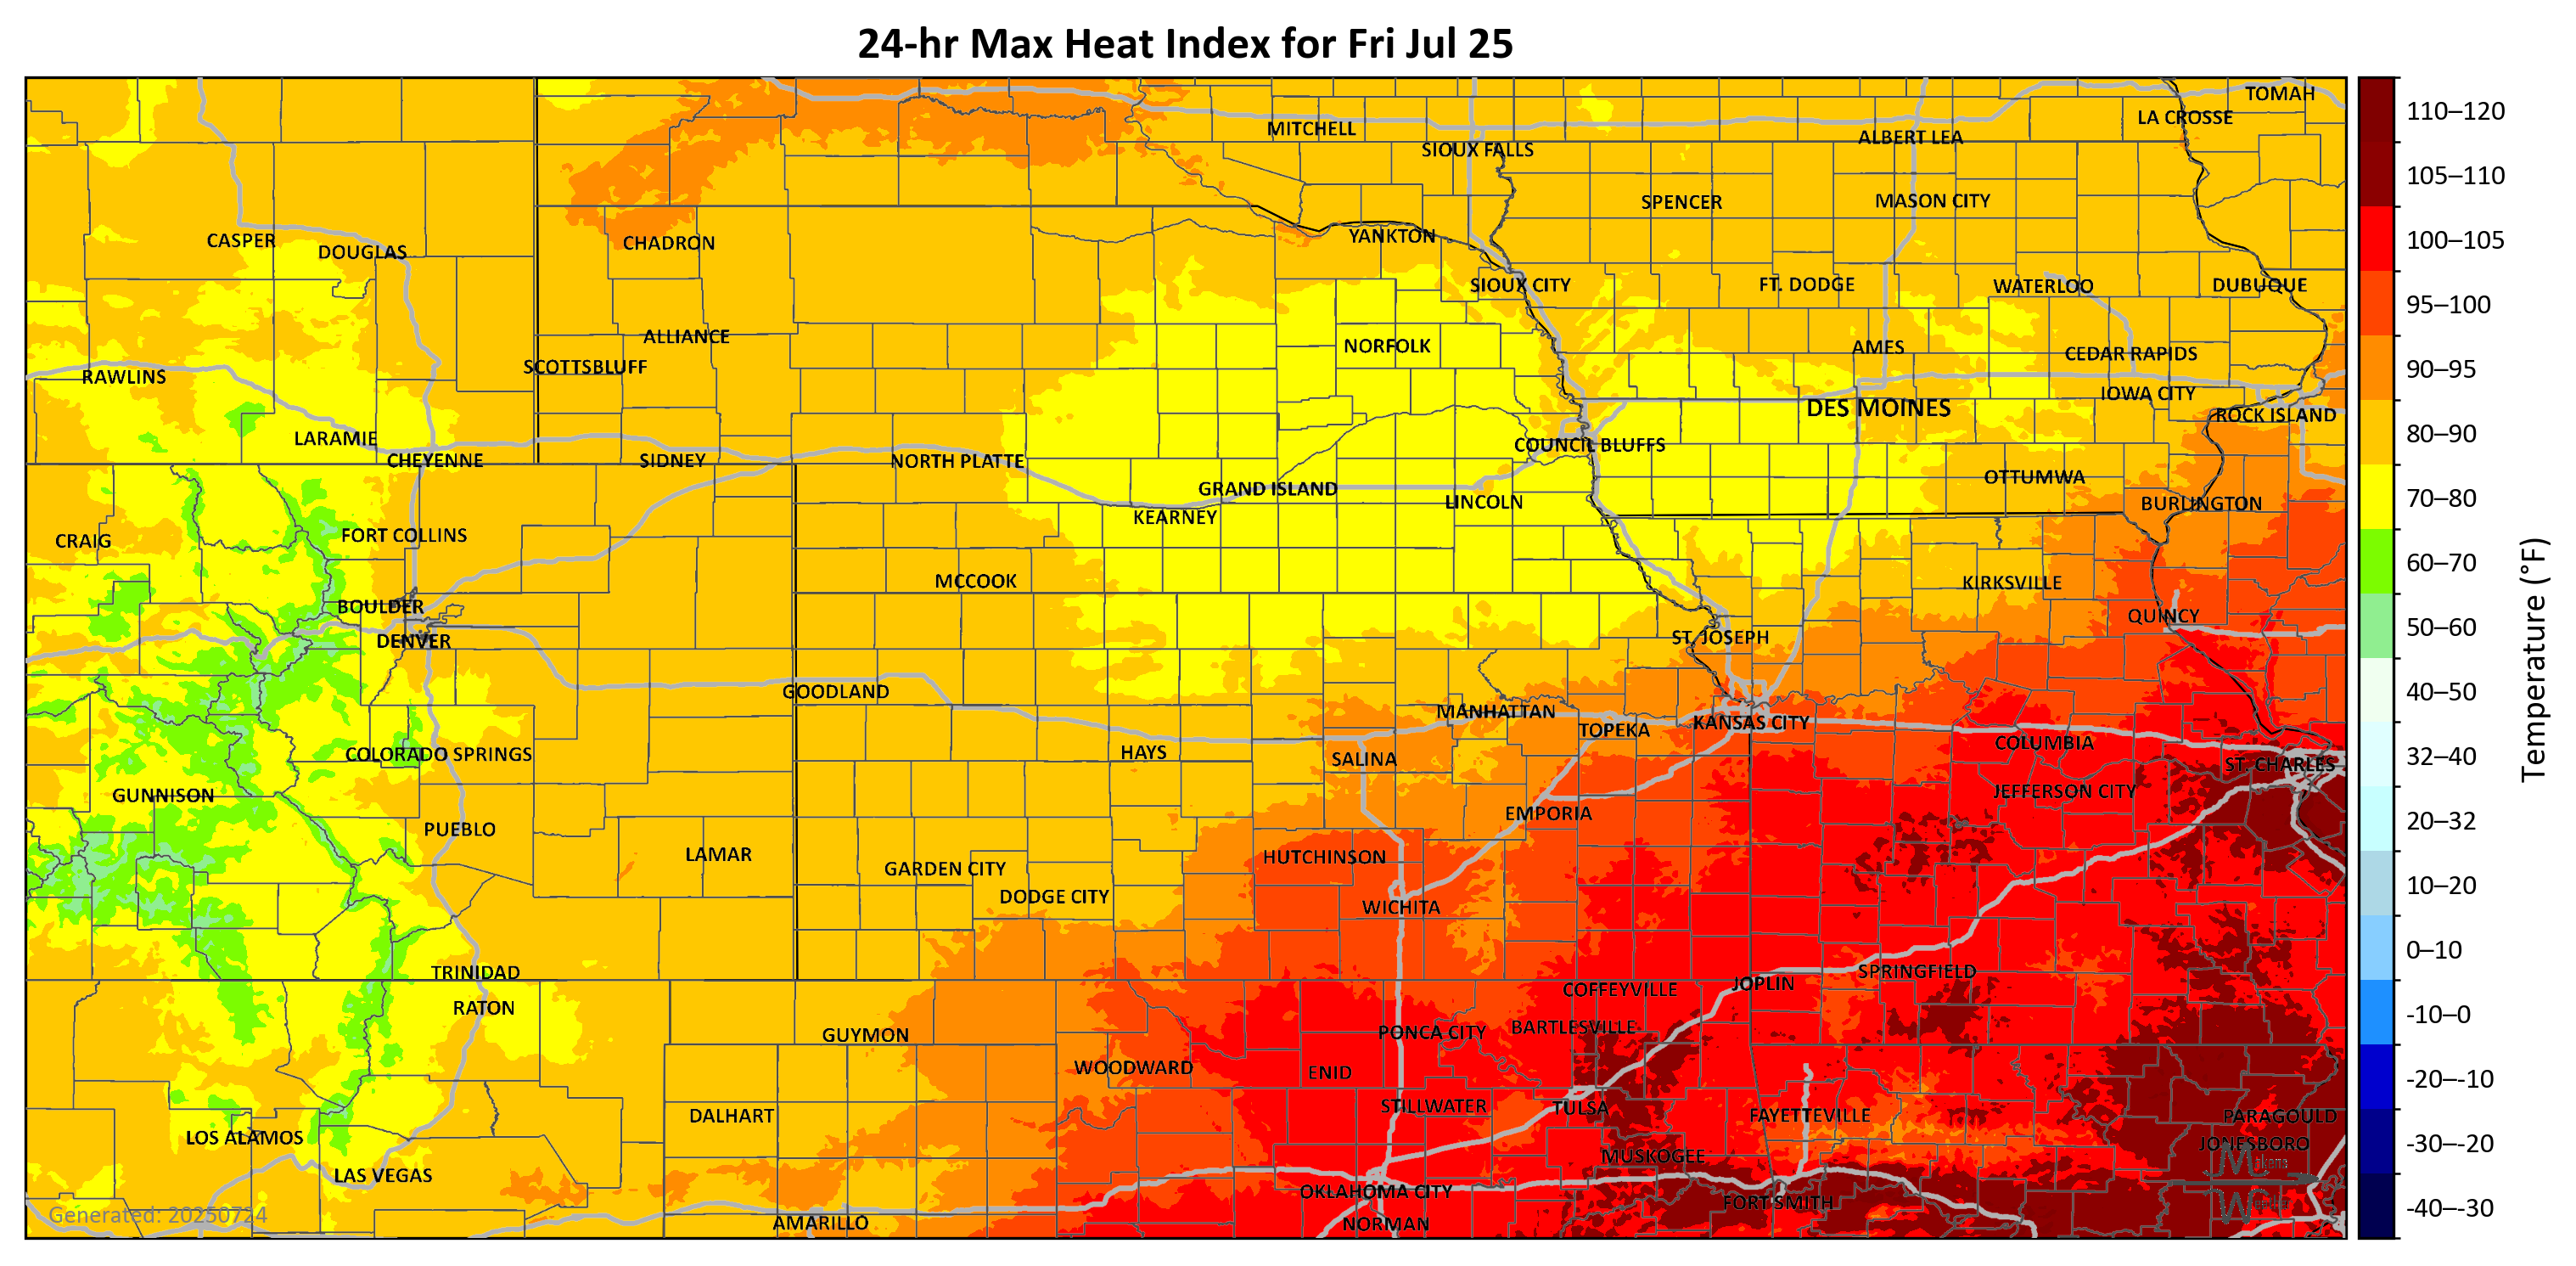 24-hr Max Heat Index for Fri Jul 25
TOMAH
LA CROSSE
MITCHELL
ALBERT LEA
SIOUX FALLS
SPENCER
MASON CITY
CASPER
DOUGLAS
CHADRON
YANKTON
SIOUX CITY
FT. DODGE
WATERLOO
DUBUQUE
ALLIANCE
NORFOLK
AMES
CEDAR RAPIDS
SCOTTSBLUFF
RAWLINS
IOWA CITY
DES MOINES
ROCK ISLAND
LARAMIE
COUNCIL BLUFFS
CHEYENNE
SIDNEY
NORTH PLATTE
OTTUMWA
GRAND ISLAND
LINCOLN
BURLINGTON
KEARNEY
FORT COLLINS
CRAIG
MCCOOK
KIRKSVILLE
BOULDER
QUINCY
DENVER
ST. JOSEPH
GOODLAND
MANHATTAN
KANSAS CITY
TOPEKA
COLUMBIA
COLORADO SPRINGS
HAYS
SALINA
ST. CHARLES
GUNNISON
JEFFERSON CITY
EMPORIA
PUEBLO
LAMAR
HUTCHINSON
GARDEN CITY
DODGE CITY
WICHITA
TRINIDAD
SPRINGFIELD
JOPLIN
COFFEYVILLE
RATON
BARTLESVILLE
GUYMON
PONCA CITY
WOODWARD
ENID
STILLWATER
TULSA
DALHART
FAYETTEVILLE
PARAGOULD
LOS ALAMOS
JONESBORO
MUSKOGEE
LAS VEGAS
OKLAHOMA CITY
FORT SMITH
AMARILLO
NORMAN
Generated: 20250724
110–120
105–110
100–105
95–100
90–95
80–90
70–80
60–70
50–60
40–50
32–40
20–32
10–20
0–10
-10–0
-20–-10
-30–-20
-40–-30
Temperature (°F)